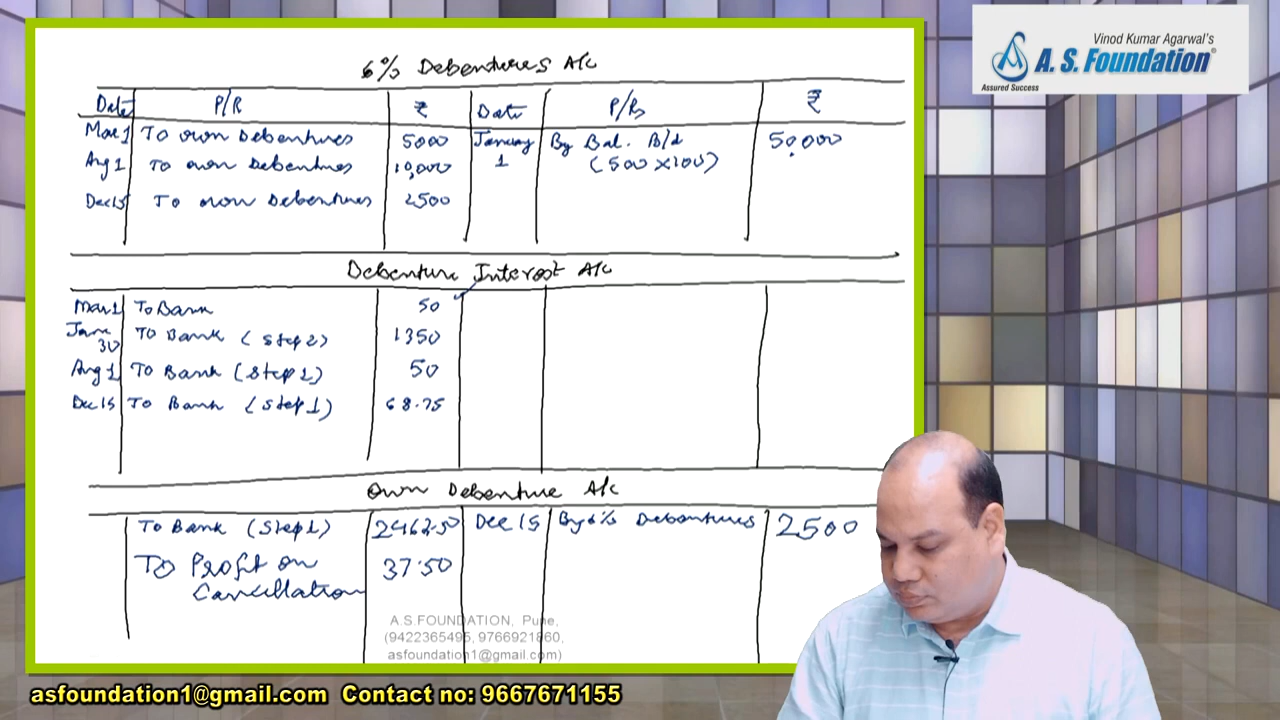 Vinod Kumar Agarwal's
A. S. Foundation®
Assured Success
6% Debentures A/c
Date P/R ₹ Date P/Rs ₹
Mar 1 To own Debentures 5000 January 1 By Bal. B/d 50,000
Aug 1 To own Debentures 10,000 (500 x 100)
Dec 15 To own Debentures 2500
Debenture Interest A/c
Mar 1 To Bank 50
June 30 To Bank (Step 2) 1350
Aug 1 To Bank (Step 1) 50
Dec 15 To Bank (Step 1) 68.75
Own Debenture A/c
To Bank (Step 1) 2462.50 Dec 15 By 6% Debentures 2500
To Profit on 37.50
Cancellation
A.S.FOUNDATION, Pune,
(9422365495, 9766921860,
asfoundation1@gmail.com)
asfoundation1@gmail.com Contact no: 9667671155